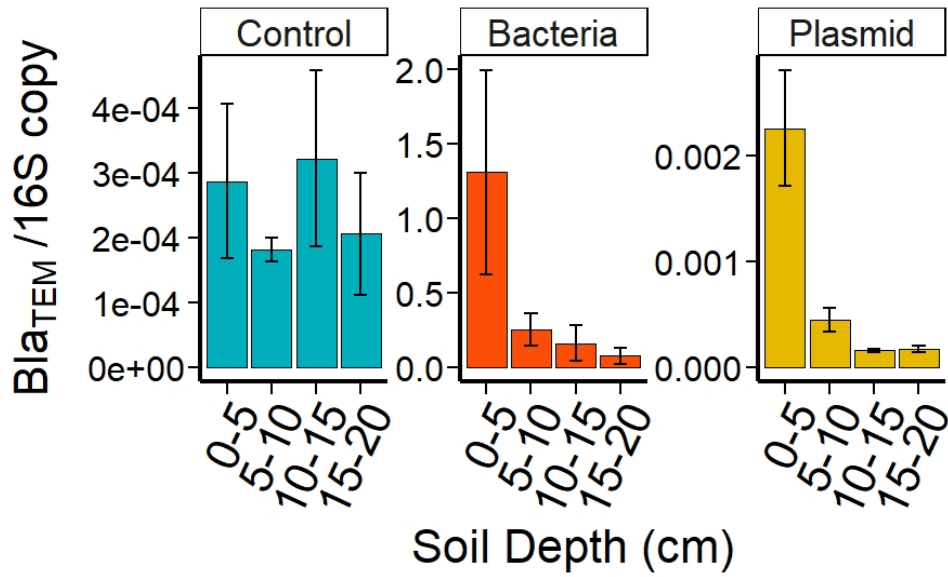 Control
Bacteria
Plasmid
Bla_TEM /16S copy
4e-04
3e-04
2e-04
1e-04
0e+00
2.0
1.5
1.0
0.5
0.0
0.002
0.001
0.000
0-5
5-10
10-15
15-20
0-5
5-10
10-15
15-20
0-5
5-10
10-15
15-20
Soil Depth (cm)